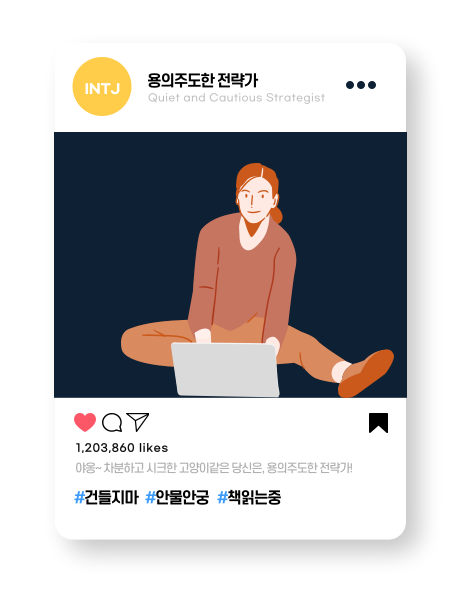 INTJ
용의주도한 전략가
Quiet and Cautious Strategist
1,203,860 likes
야옹~ 차분하고 시크한 고양이같은 당신은, 용의주도한 전략가!
#건들지마 #안물안궁 #책읽는중